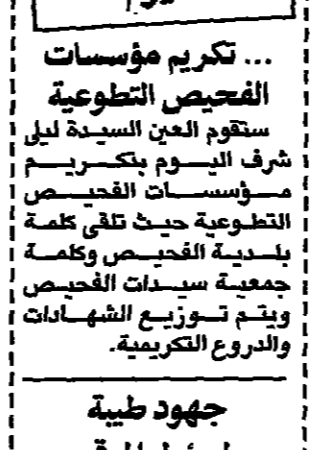 ... تكريم مؤسسات
الفحيص التطوعية
ستقوم العين السيدة ليلى
شرف اليوم بتكريم
مؤسسات الفحيص
التطوعية حيث تلقى كلمة
بلدية الفحيص وكلمة
جمعية سيدات الفحيص
ويتم توزيع الشهادات
والدروع التكريمية.
جهود طيبة